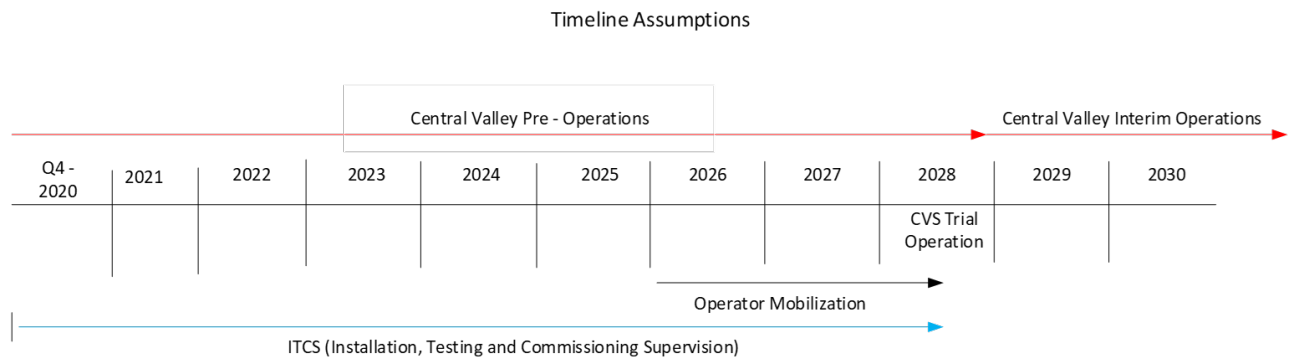 Timeline Assumptions
Central Valley Pre - Operations
Central Valley Interim Operations
Q4 -
2020
2021
2022
2023
2024
2025
2026
2027
2028
2029
2030
CVS Trial
Operation
Operator Mobilization
ITCS (Installation, Testing and Commissioning Supervision)